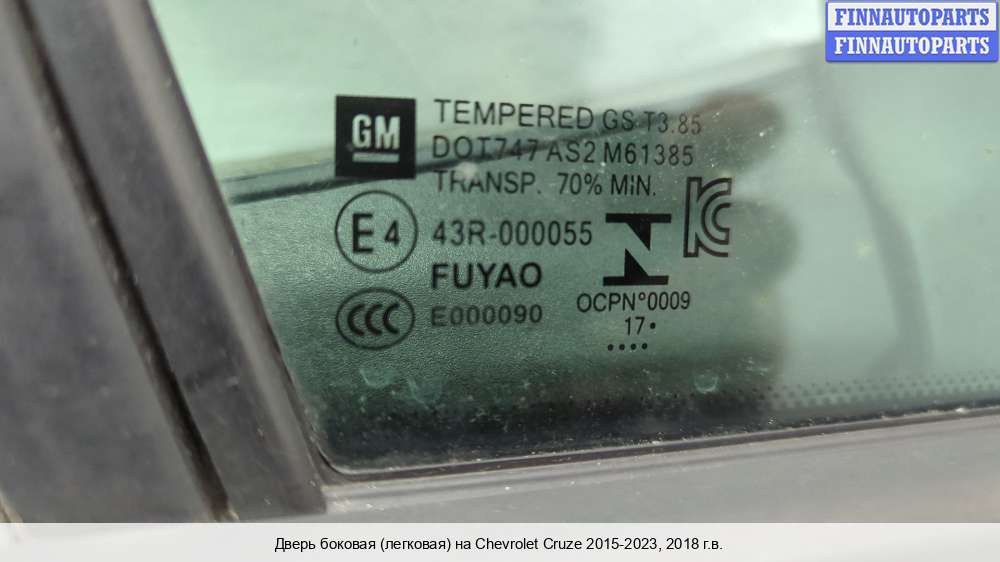 FINNAUTOPARTS
FINNAUTOPARTS
GM
TEMPERED GS-T3.85
DOT747 AS2 M61385
TRANSP. 70% MIN.
E4
43R-000055
FUYAO
CCC
E000090
KC
N
OCPN°0009
17•
••••
Дверь боковая (легковая) на Chevrolet Cruze 2015-2023, 2018 г.в.